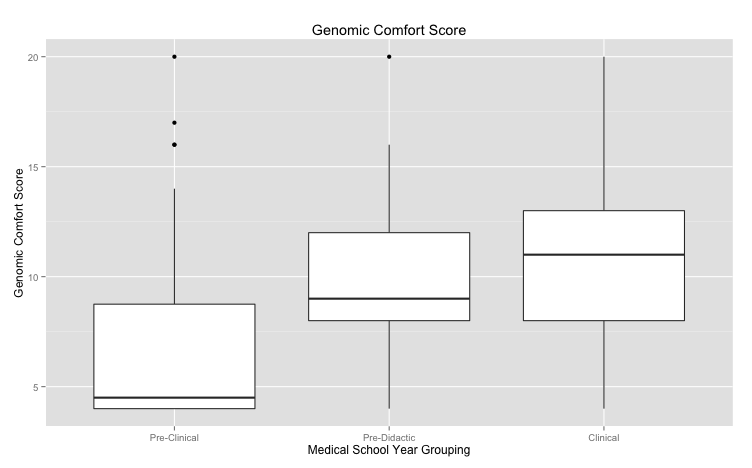 Genomic Comfort Score
Genomic Comfort Score
20
15
10
5
Pre-Clinical
Pre-Didactic
Clinical
Medical School Year Grouping